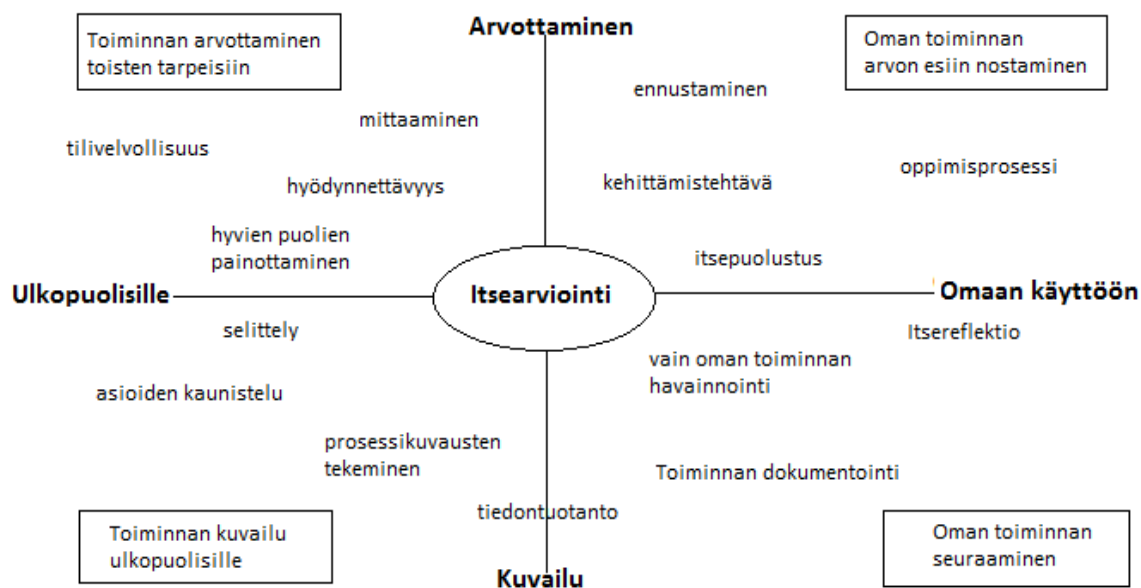 Arvottaminen
Toiminnan arvottaminen
toisten tarpeisiin
Oman toiminnan
arvon esiin nostaminen
ennustaminen
mittaaminen
tilivelvollisuus
oppimisprosessi
hyödynnettävyys
kehittämistehtävä
hyvien puolien
painottaminen
itsepuolustus
Ulkopuolisille
Itsearviointi
Omaan käyttöön
selittely
Itsereflektio
vain oman toiminnan
havainnointi
asioiden kaunistelu
prosessikuvausten
tekeminen
Toiminnan dokumentointi
tiedontuotanto
Toiminnan kuvailu
ulkopuolisille
Oman toiminnan
seuraaminen
Kuvailu